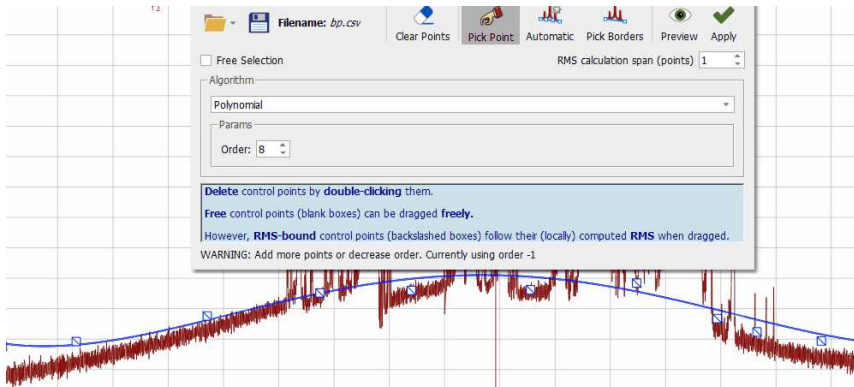 13
Filename: bp.csv
Clear Points
Pick Point
Automatic
Pick Borders
Preview
Apply
Free Selection
RMS calculation span (points) 1
Algorithm
Polynomial
Params
Order: 8
Delete control points by double-clicking them.
Free control points (blank boxes) can be dragged freely.
However, RMS-bound control points (backslashed boxes) follow their (locally) computed RMS when dragged.
WARNING: Add more points or decrease order. Currently using order -1